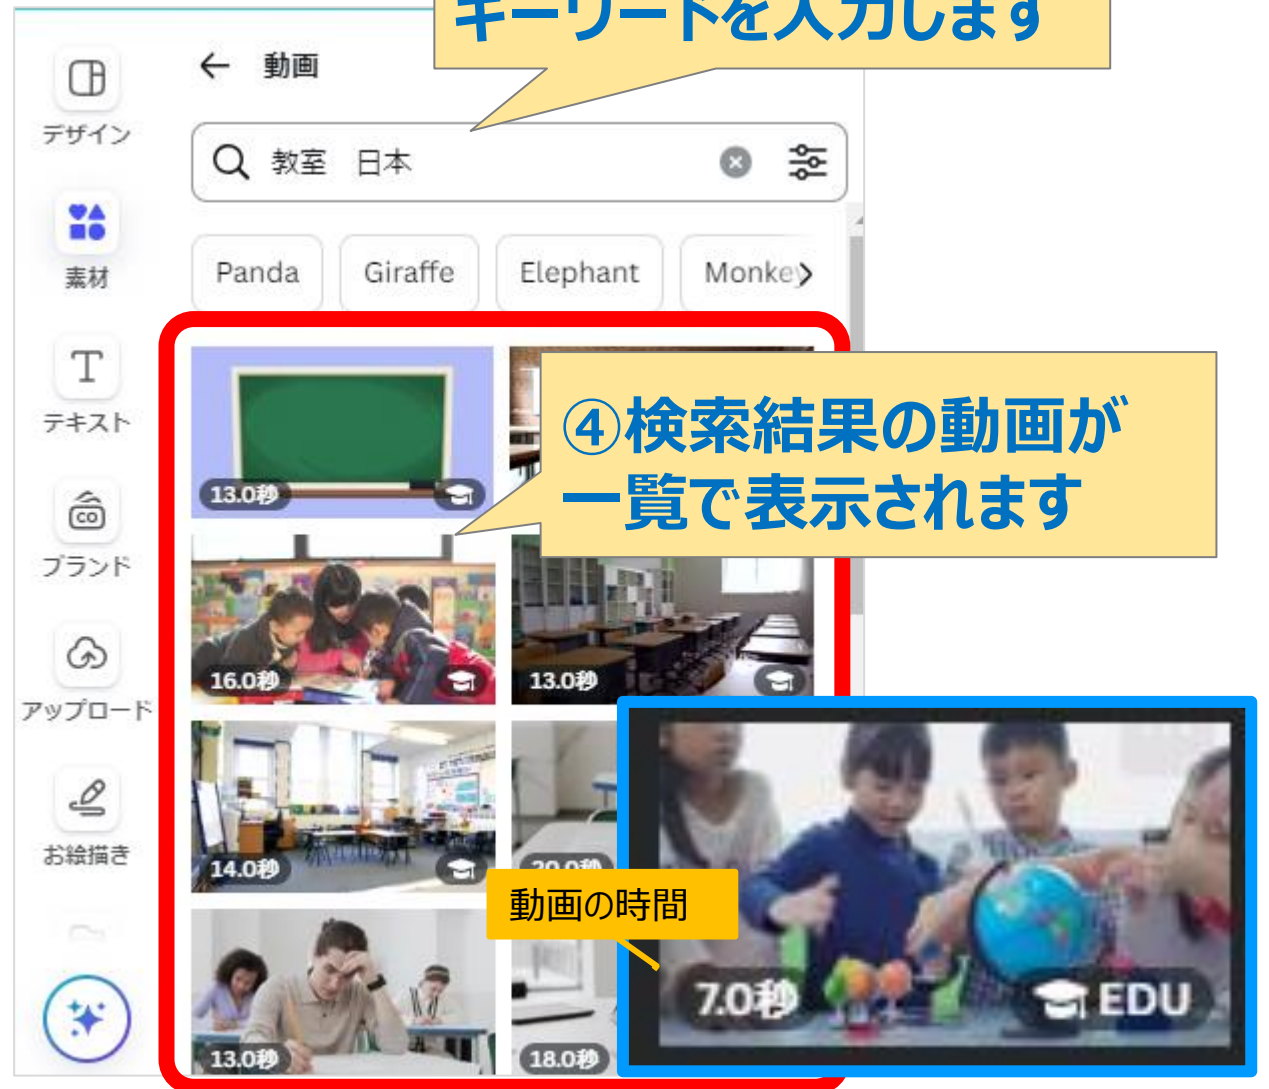 キーワードを入力します
動画
デザイン
教室　日本
素材
Panda
Giraffe
Elephant
Monkey
テキスト
④検索結果の動画が
一覧で表示されます
13.0秒
ブランド
CO
16.0秒
13.0秒
アップロード
14.0秒
20.0秒
お絵描き
動画の時間
7.0秒
EDU
13.0秒
18.0秒